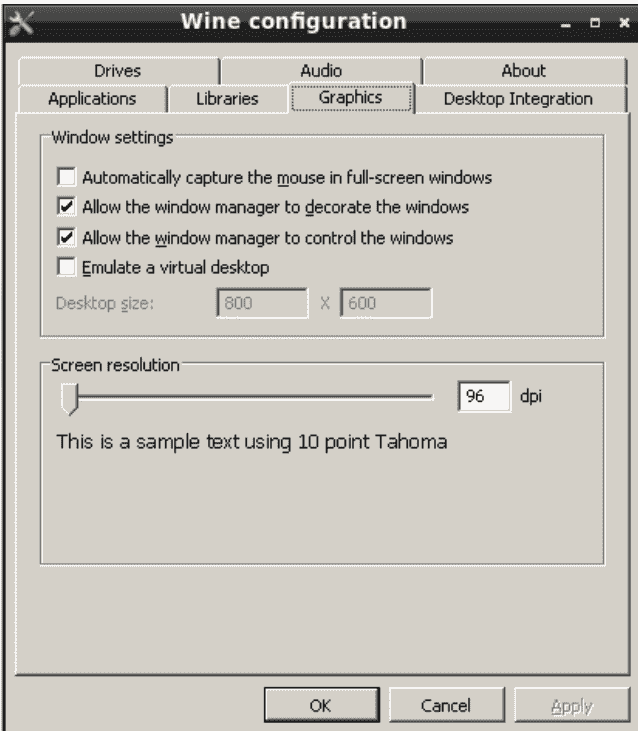 Wine configuration
Drives Audio About
Applications Libraries Graphics Desktop Integration
Window settings
Automatically capture the mouse in full-screen windows
Allow the window manager to decorate the windows
Allow the window manager to control the windows
Emulate a virtual desktop
Desktop size: 800 X 600
Screen resolution
96 dpi
This is a sample text using 10 point Tahoma
OK Cancel Apply